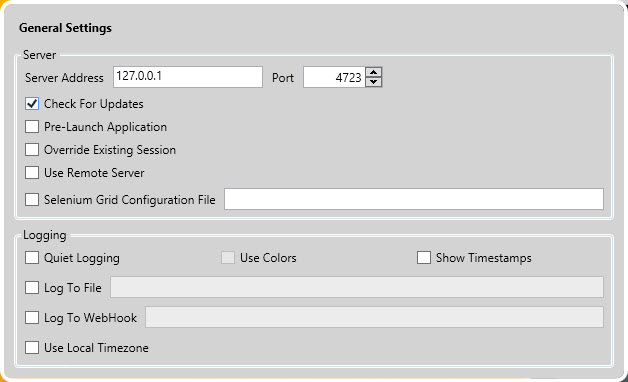 General Settings
Server
Server Address 127.0.0.1 Port 4723
Check For Updates
Pre-Launch Application
Override Existing Session
Use Remote Server
Selenium Grid Configuration File
Logging
Quiet Logging Use Colors Show Timestamps
Log To File
Log To WebHook
Use Local Timezone